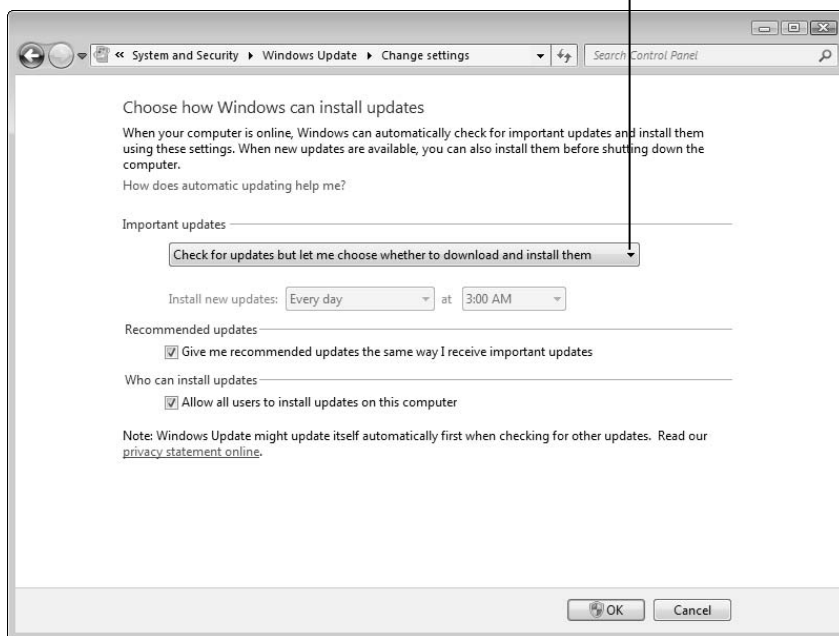 « System and Security ▸ Windows Update ▸ Change settings
Search Control Panel
Choose how Windows can install updates
When your computer is online, Windows can automatically check for important updates and install them
using these settings. When new updates are available, you can also install them before shutting down the
computer.
How does automatic updating help me?
Important updates
Check for updates but let me choose whether to download and install them
Install new updates: Every day at 3:00 AM
Recommended updates
Give me recommended updates the same way I receive important updates
Who can install updates
Allow all users to install updates on this computer
Note: Windows Update might update itself automatically first when checking for other updates. Read our
privacy statement online.
OK Cancel